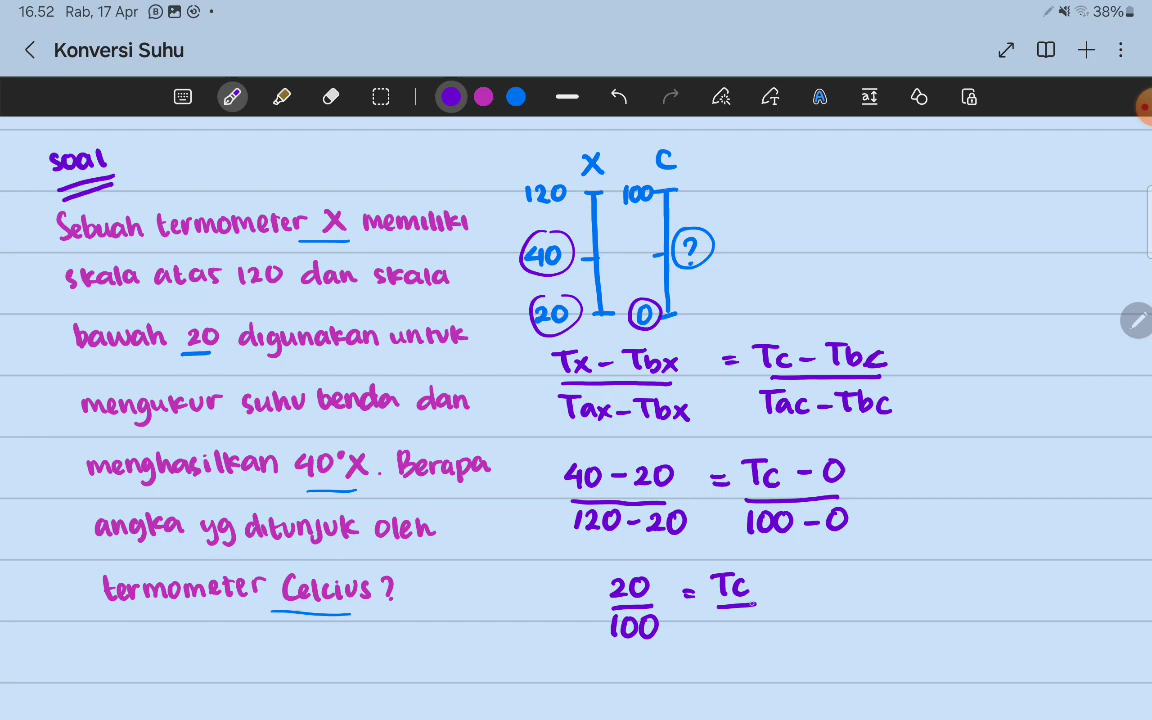 16.52 Rab, 17 Apr
38%
Konversi Suhu
soal
Sebuah termometer X memiliki
skala atas 120 dan skala
bawah 20 digunakan untuk
mengukur suhu benda dan
menghasilkan 40°X. Berapa
angka yg ditunjuk oleh
termometer Celcius?
X C
120 100
40 ?
20 0
Tx - Tbx = Tc - Tbc
Tax - Tbx Tac - Tbc
40 - 20 = Tc - 0
120 - 20 100 - 0
20 = Tc
100